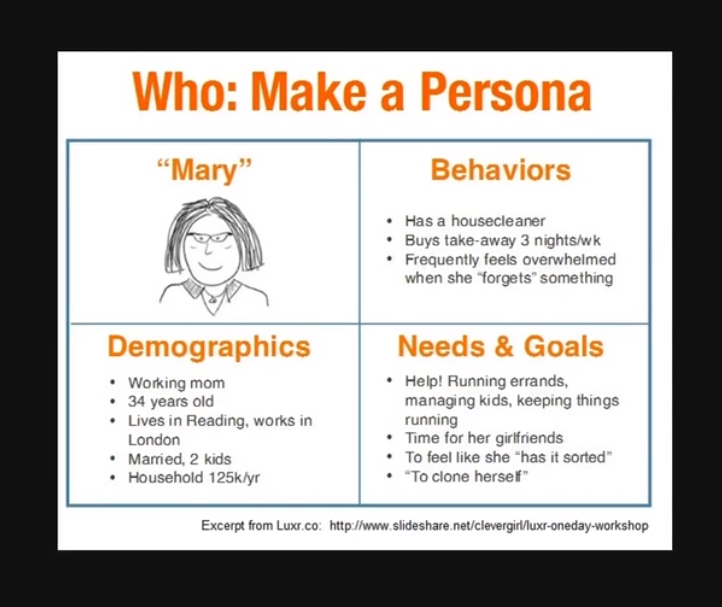 Who: Make a Persona
“Mary”
Behaviors
• Has a housecleaner
• Buys take-away 3 nights/wk
• Frequently feels overwhelmed
when she “forgets” something
Demographics
• Working mom
• 34 years old
• Lives in Reading, works in
London
• Married, 2 kids
• Household 125k/yr
Needs & Goals
• Help! Running errands,
managing kids, keeping things
running
• Time for her girlfriends
• To feel like she “has it sorted”
• “To clone herself”
Excerpt from Luxr.co: http://www.slideshare.net/clevergirl/luxr-oneday-workshop